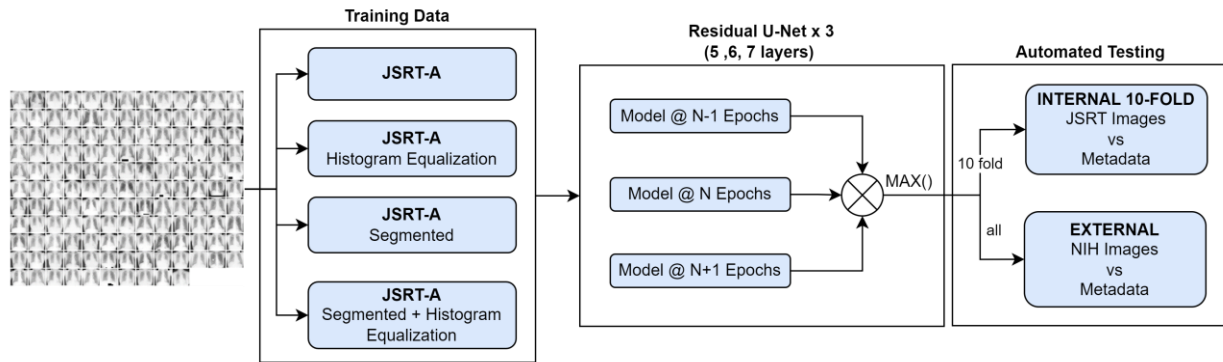 Training Data
JSRT-A
JSRT-A
Histogram Equalization
JSRT-A
Segmented
JSRT-A
Segmented + Histogram
Equalization
Residual U-Net x 3
(5 ,6, 7 layers)
Model @ N-1 Epochs
Model @ N Epochs
Model @ N+1 Epochs
MAX()
Automated Testing
10 fold
all
INTERNAL 10-FOLD
JSRT Images
vs
Metadata
EXTERNAL
NIH Images
vs
Metadata